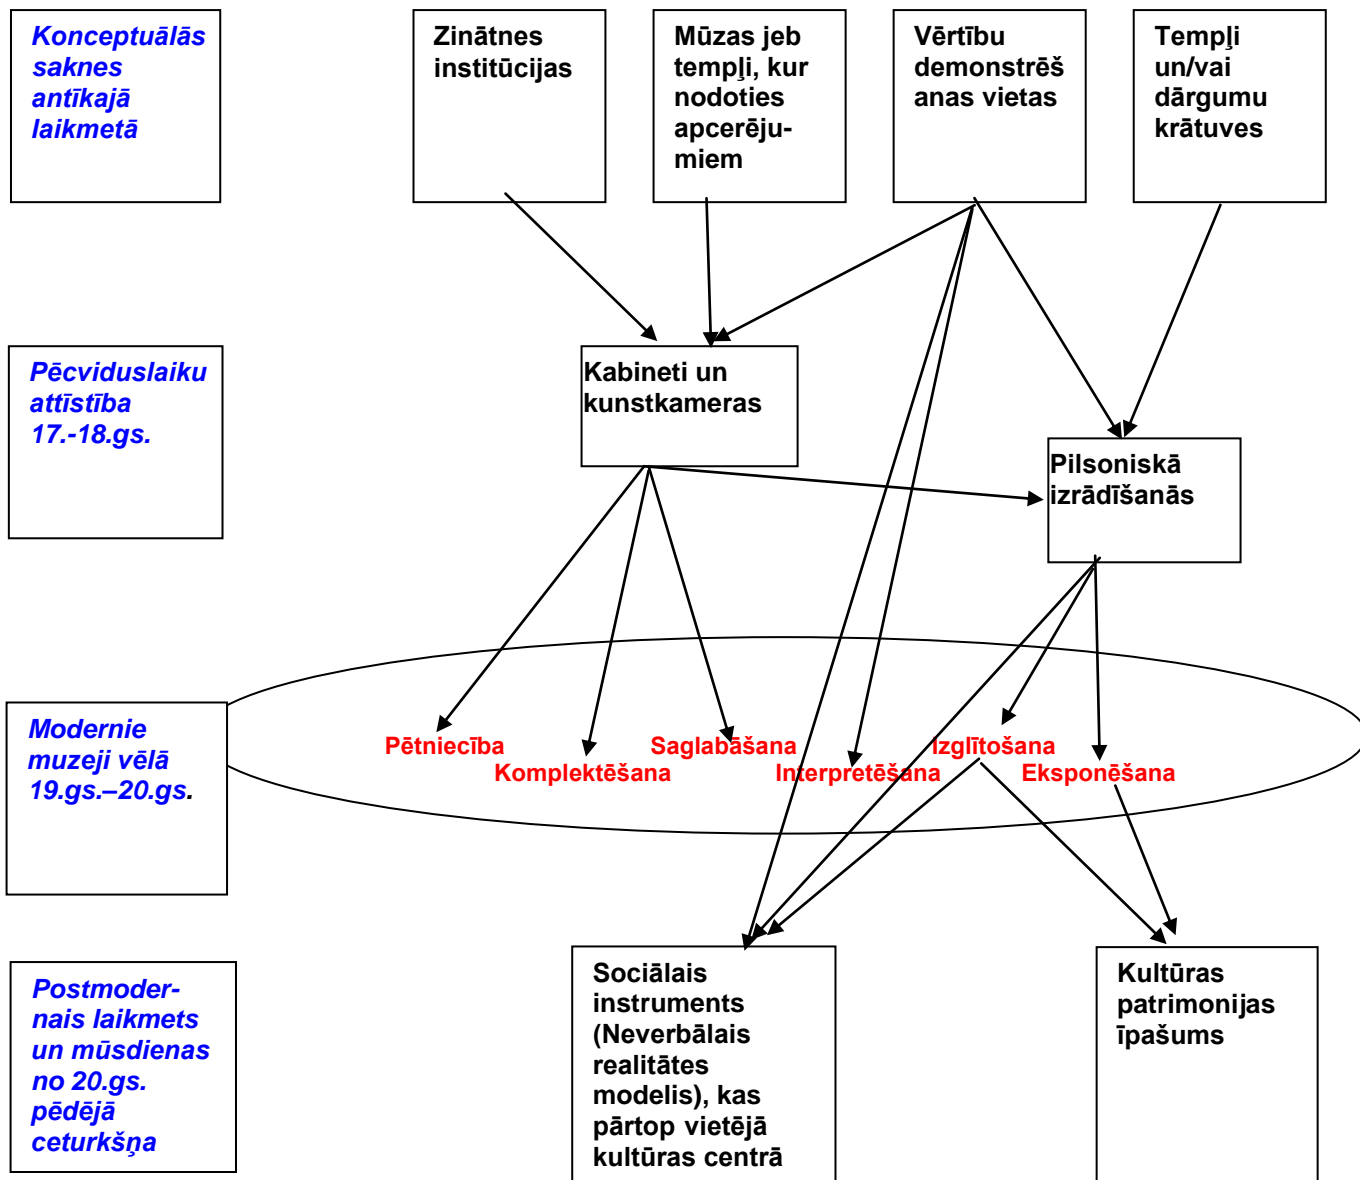 Konceptuālās
saknes
antīkajā
laikmetā
Zinātnes
institūcijas
Mūzas jeb
tempļi, kur
nodoties
apcerēju-
miem
Vērtību
demonstrēš
anas vietas
Tempļi
un/vai
dārgumu
krātuves
Pēcviduslaiku
attīstība
17.-18.gs.
Kabineti un
kunstkameras
Pilsoniskā
izrādīšanās
Modernie
muzeji vēlā
19.gs.–20.gs.
Pētniecība
Komplektēšana
Saglabāšana
Interpretēšana
Izglītošana
Eksponēšana
Postmoder-
nais laikmets
un mūsdienas
no 20.gs.
pēdējā
ceturkšņa
Sociālais
instruments
(Neverbālais
realitātes
modelis), kas
pārtop vietējā
kultūras centrā
Kultūras
patrimonijas
īpašums